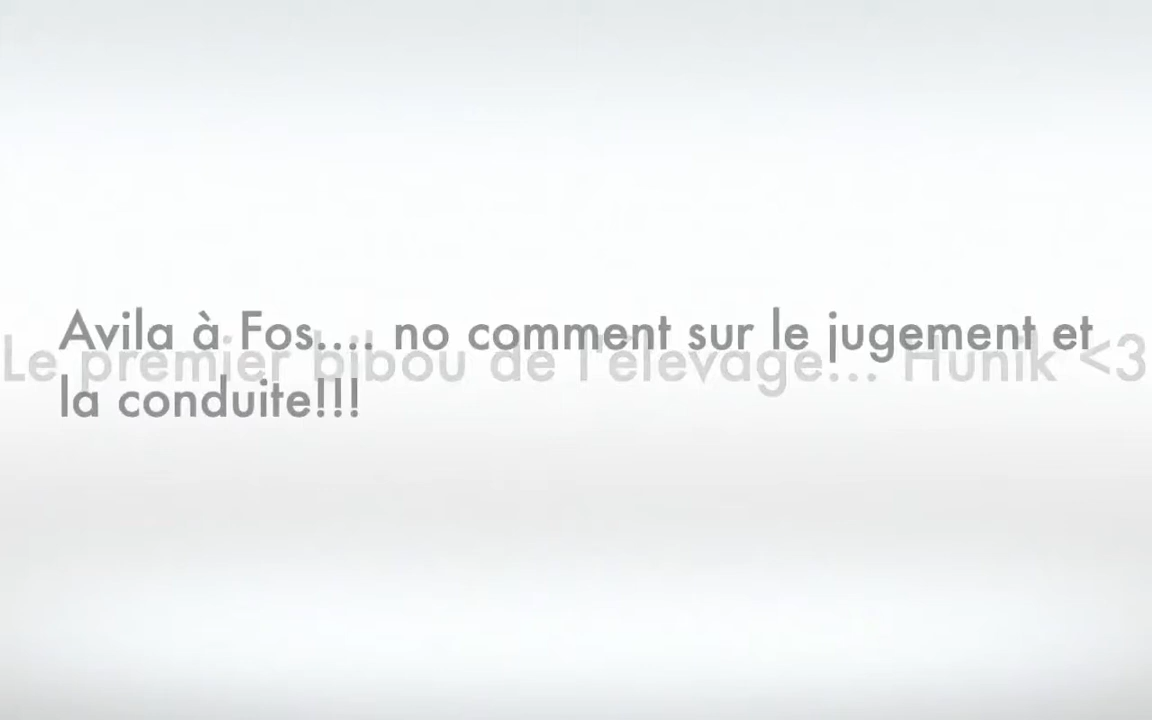 Avila à Fos.... no comment sur le jugement et
Le premier bibou de l'élevage... Hunik <3
la conduite!!!